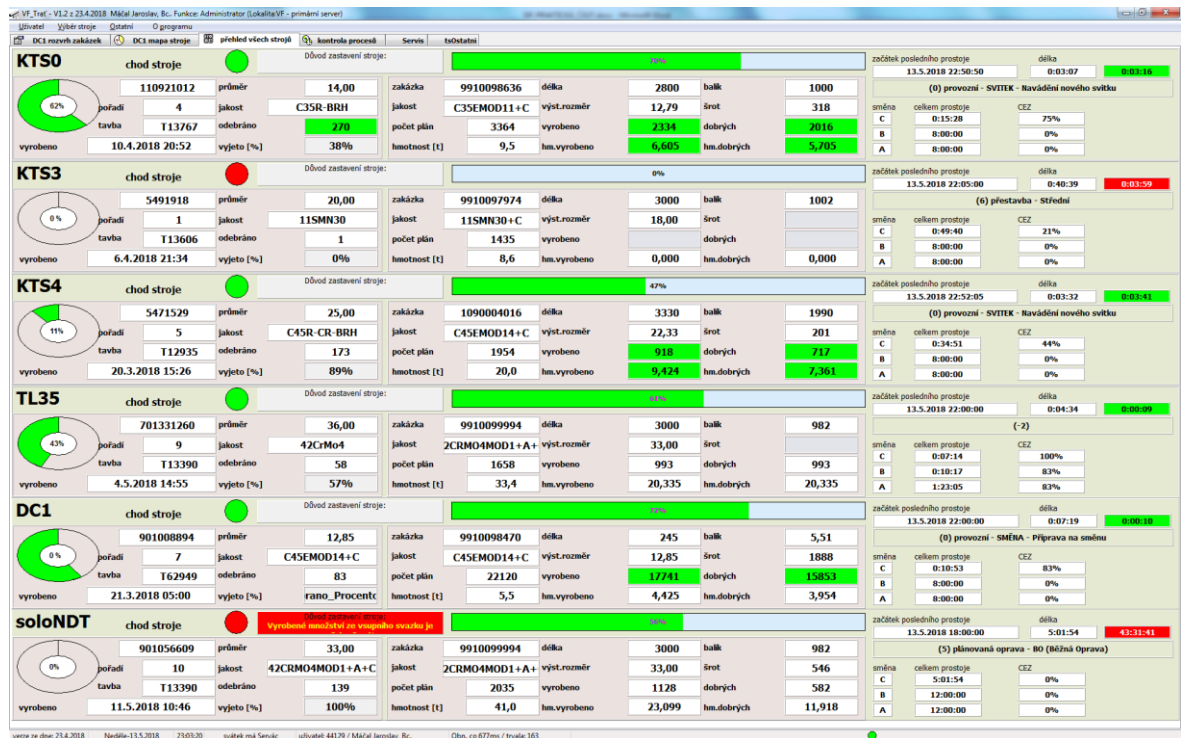 VF_Trať - V1.2 z 23.4.2018 Máčal Jaroslav, Bc. Funkce: Administrator (Lokalita:VF - primární server)
Uživatel Výběr stroje Ostatní O programu
DC1 rozvrh zakázek DC1 mapa stroje přehled všech strojů kontrola procesů Servis tsOstatni
KTS0 chod stroje Důvod zastavení stroje: 70% začátek posledního prostoje délka
13.5.2018 22:50:50 0:03:07 0:03:16
110921012 průměr 14,00 zakázka 9910098636 délka 2800 balík 1000 (0) provozní - SVITEK - Navádění nového svitku
62% pořadí 4 jakost C35R-BRH jakost C35EMOD11+C výst.rozměr 12,79 šrot 318 směna celkem prostoje CEZ
C 0:15:28 75%
tavba T13767 odebráno 270 počet plán 3364 vyrobeno 2334 dobrých 2016 B 8:00:00 0%
vyrobeno 10.4.2018 20:52 vyjeto [%] 38% hmotnost [t] 9,5 hm.vyrobeno 6,605 hm.dobrých 5,705 A 8:00:00 0%
KTS3 chod stroje Důvod zastavení stroje: 0% začátek posledního prostoje délka
13.5.2018 22:05:00 0:40:39 0:03:59
5491918 průměr 20,00 zakázka 9910097974 délka 3000 balík 1002 (6) přestavba - Střední
0 % pořadí 1 jakost 11SMN30 jakost 11SMN30+C výst.rozměr 18,00 šrot směna celkem prostoje CEZ
C 0:49:40 21%
tavba T13606 odebráno 1 počet plán 1435 vyrobeno dobrých B 8:00:00 0%
vyrobeno 6.4.2018 21:34 vyjeto [%] 0% hmotnost [t] 8,6 hm.vyrobeno 0,000 hm.dobrých 0,000 A 8:00:00 0%
KTS4 chod stroje Důvod zastavení stroje: 47% začátek posledního prostoje délka
13.5.2018 22:52:05 0:03:32 0:03:41
5471529 průměr 25,00 zakázka 1090004016 délka 3330 balík 1990 (0) provozní - SVITEK - Navádění nového svitku
11% pořadí 5 jakost C45R-CR-BRH jakost C45EMOD14+C výst.rozměr 22,33 šrot 201 směna celkem prostoje CEZ
C 0:34:51 44%
tavba T12935 odebráno 173 počet plán 1954 vyrobeno 918 dobrých 717 B 8:00:00 0%
vyrobeno 20.3.2018 15:26 vyjeto [%] 89% hmotnost [t] 20,0 hm.vyrobeno 9,424 hm.dobrých 7,361 A 8:00:00 0%
TL35 chod stroje Důvod zastavení stroje: 61% začátek posledního prostoje délka
13.5.2018 22:00:00 0:04:34 0:00:09
701331260 průměr 36,00 zakázka 9910099994 délka 3000 balík 982 (-2)
43% pořadí 9 jakost 42CrMo4 jakost 2CRMO4MOD1+A+ výst.rozměr 33,00 šrot směna celkem prostoje CEZ
C 0:07:14 100%
tavba T13390 odebráno 58 počet plán 1658 vyrobeno 993 dobrých 993 B 0:10:17 83%
vyrobeno 4.5.2018 14:55 vyjeto [%] 57% hmotnost [t] 33,4 hm.vyrobeno 20,335 hm.dobrých 20,335 A 1:23:05 83%
DC1 chod stroje Důvod zastavení stroje: 72% začátek posledního prostoje délka
13.5.2018 22:00:00 0:07:19 0:00:10
901008894 průměr 12,85 zakázka 9910098470 délka 245 balík 5,51 (0) provozní - SMĚNA - Příprava na směnu
0 % pořadí 7 jakost C45EMOD14+C jakost C45EMOD14+C výst.rozměr 12,85 šrot 1888 směna celkem prostoje CEZ
C 0:10:53 83%
tavba T62949 odebráno 83 počet plán 22120 vyrobeno 17741 dobrých 15853 B 8:00:00 0%
vyrobeno 21.3.2018 05:00 vyjeto [%] rano_Procento hmotnost [t] 5,5 hm.vyrobeno 4,425 hm.dobrých 3,954 A 8:00:00 0%
soloNDT chod stroje Důvod zastavení stroje: 56% začátek posledního prostoje délka
Vyrobené množství ze vsupního svazku je 13.5.2018 18:00:00 5:01:54 43:31:41
901056609 průměr 33,00 zakázka 9910099994 délka 3000 balík 982 (5) plánovaná oprava - BO (Běžná Oprava)
0% pořadí 10 jakost 42CRMO4MOD1+A+C jakost 2CRMO4MOD1+A+C výst.rozměr 33,00 šrot 546 směna celkem prostoje CEZ
C 5:01:54 0%
tavba T13390 odebráno 139 počet plán 2035 vyrobeno 1128 dobrých 582 B 12:00:00 0%
vyrobeno 11.5.2018 10:46 vyjeto [%] 100% hmotnost [t] 41,0 hm.vyrobeno 23,099 hm.dobrých 11,918 A 12:00:00 0%
verze ze dne: 23.4.2018 Neděle-13.5.2018 23:03:20 svátek má Servác uživatel: 44129 / Máčal Jaroslav, Bc. Obn. co 677ms / trvala: 163